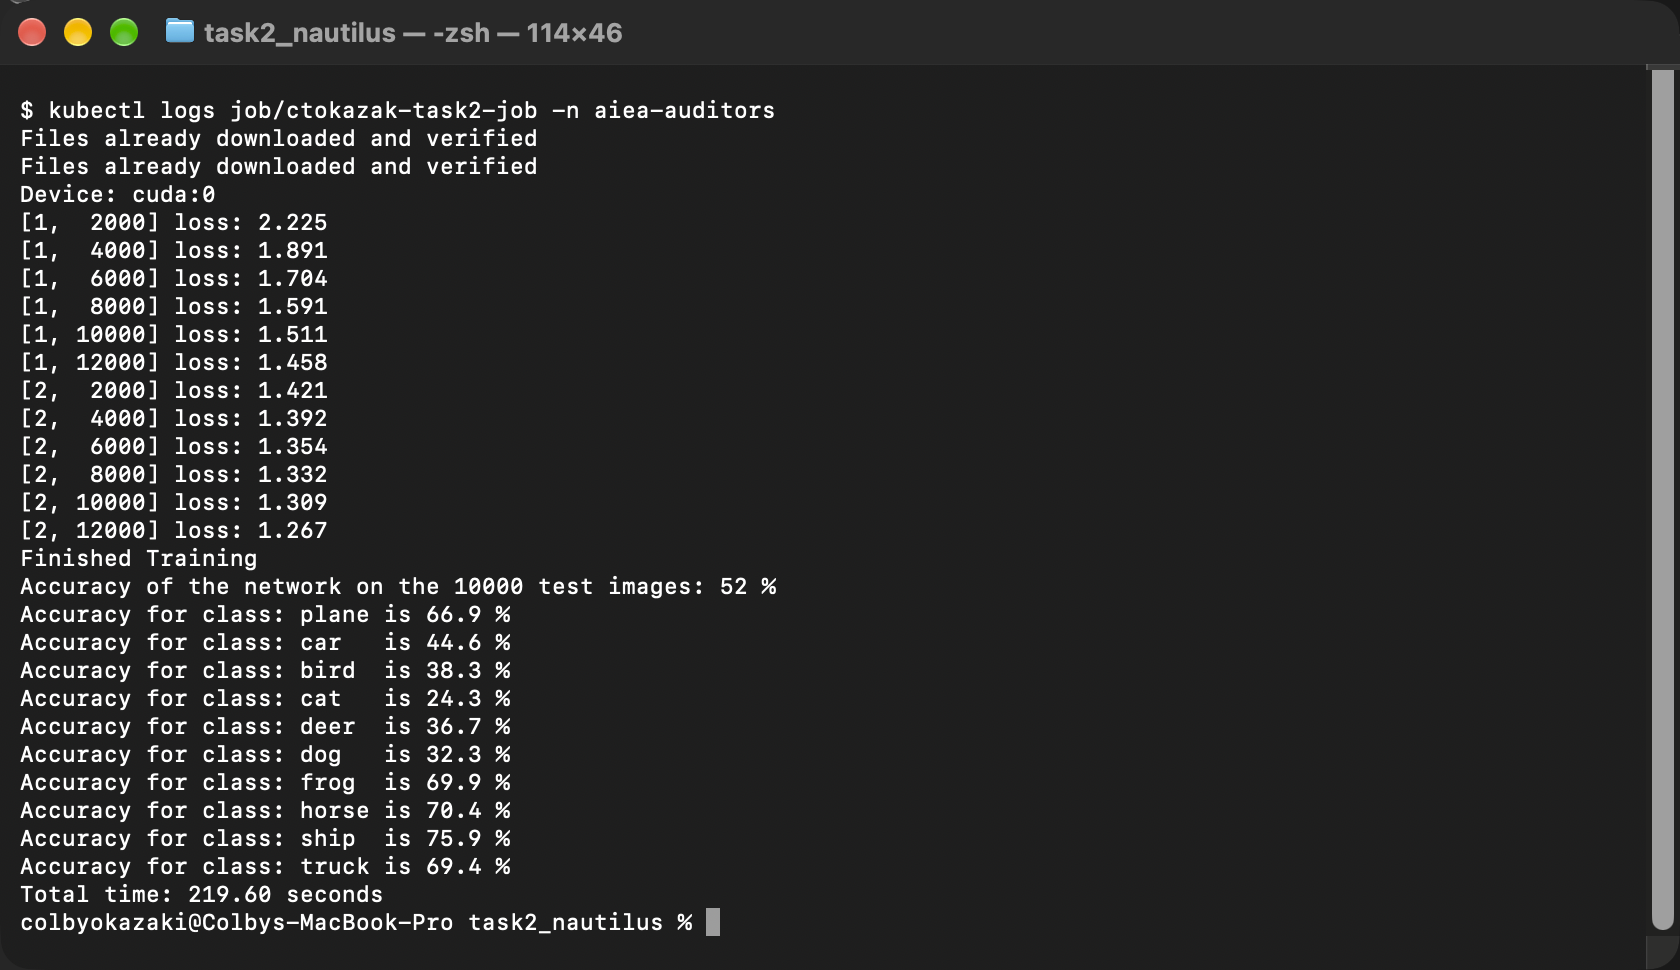 task2_nautilus — -zsh — 114×46
$ kubectl logs job/ctokazak-task2-job -n aiea-auditors
Files already downloaded and verified
Files already downloaded and verified
Device: cuda:0
[1,  2000] loss: 2.225
[1,  4000] loss: 1.891
[1,  6000] loss: 1.704
[1,  8000] loss: 1.591
[1, 10000] loss: 1.511
[1, 12000] loss: 1.458
[2,  2000] loss: 1.421
[2,  4000] loss: 1.392
[2,  6000] loss: 1.354
[2,  8000] loss: 1.332
[2, 10000] loss: 1.309
[2, 12000] loss: 1.267
Finished Training
Accuracy of the network on the 10000 test images: 52 %
Accuracy for class: plane is 66.9 %
Accuracy for class: car   is 44.6 %
Accuracy for class: bird  is 38.3 %
Accuracy for class: cat   is 24.3 %
Accuracy for class: deer  is 36.7 %
Accuracy for class: dog   is 32.3 %
Accuracy for class: frog  is 69.9 %
Accuracy for class: horse is 70.4 %
Accuracy for class: ship  is 75.9 %
Accuracy for class: truck is 69.4 %
Total time: 219.60 seconds
colbyokazaki@Colbys-MacBook-Pro task2_nautilus %